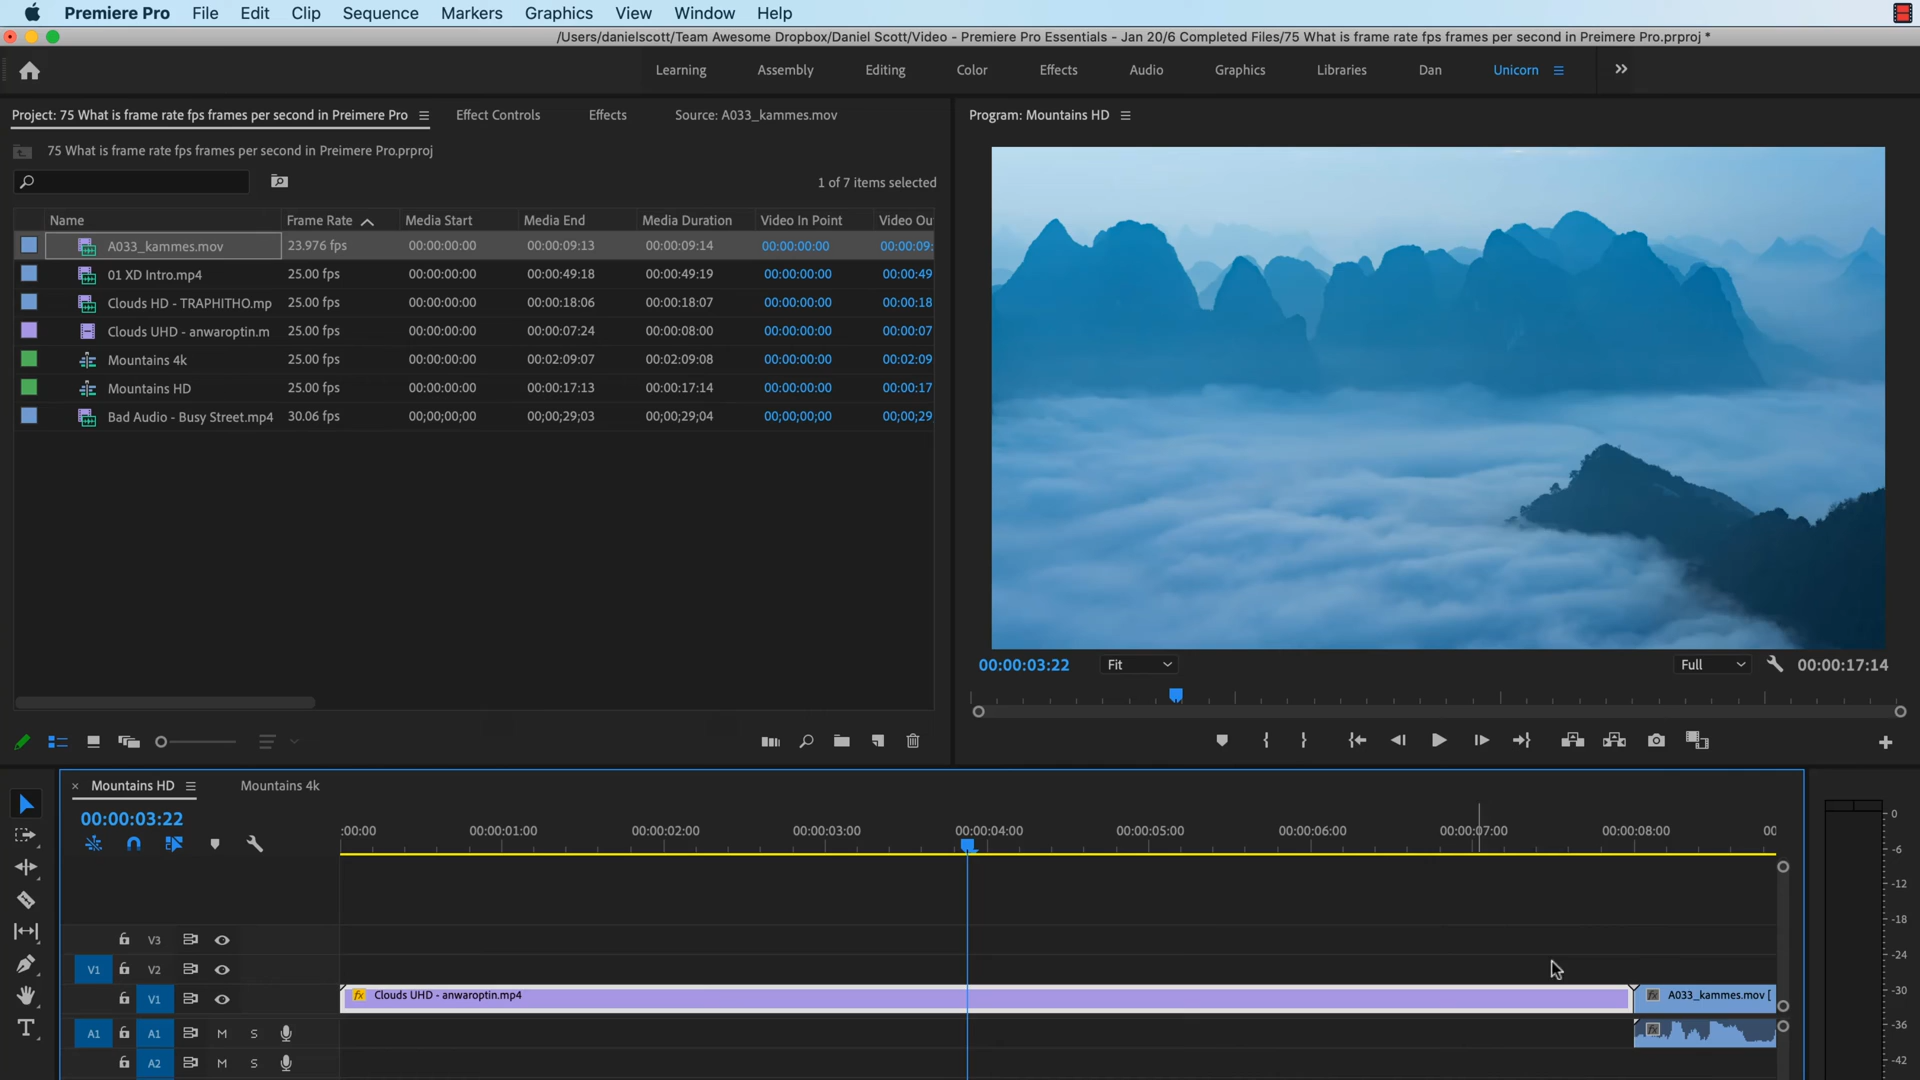 Premiere Pro File Edit Clip Sequence Markers Graphics View Window Help
/Users/danielscott/Team Awesome Dropbox/Daniel Scott/Video - Premiere Pro Essentials - Jan 20/6 Completed Files/75 What is frame rate fps frames per second in Preimere Pro.prproj *
Learning Assembly Editing Color Effects Audio Graphics Libraries Dan Unicorn
Project: 75 What is frame rate fps frames per second in Preimere Pro Effect Controls Effects Source: A033_kammes.mov Program: Mountains HD
75 What is frame rate fps frames per second in Preimere Pro.prproj
1 of 7 items selected
Name Frame Rate Media Start Media End Media Duration Video In Point Video Ou
A033_kammes.mov 23.976 fps 00:00:00:00 00:00:09:13 00:00:09:14 00:00:00:00 00:00:09:
01 XD Intro.mp4 25.00 fps 00:00:00:00 00:00:49:18 00:00:49:19 00:00:00:00 00:00:49
Clouds HD - TRAPHITHO.mp 25.00 fps 00:00:00:00 00:00:18:06 00:00:18:07 00:00:00:00 00:00:18
Clouds UHD - anwaroptin.m 25.00 fps 00:00:00:00 00:00:07:24 00:00:08:00 00:00:00:00 00:00:07
Mountains 4k 25.00 fps 00:00:00:00 00:02:09:07 00:02:09:08 00:00:00:00 00:02:09
Mountains HD 25.00 fps 00:00:00:00 00:00:17:13 00:00:17:14 00:00:00:00 00:00:17
Bad Audio - Busy Street.mp4 30.06 fps 00;00;00;00 00;00;29;03 00;00;29;04 00;00;00;00 00;00;29
00:00:03:22 Fit Full 00:00:17:14
Mountains HD Mountains 4k
00:00:03:22
:00:00 00:00:01:00 00:00:02:00 00:00:03:00 00:00:04:00 00:00:05:00 00:00:06:00 00:00:07:00 00:00:08:00 00
V3
V1 V2
V1 fx Clouds UHD - anwaroptin.mp4 fx A033_kammes.mov [
A1 A1 M S fx
A2 M S
0
-6
-12
-18
-24
-30
-36
-42